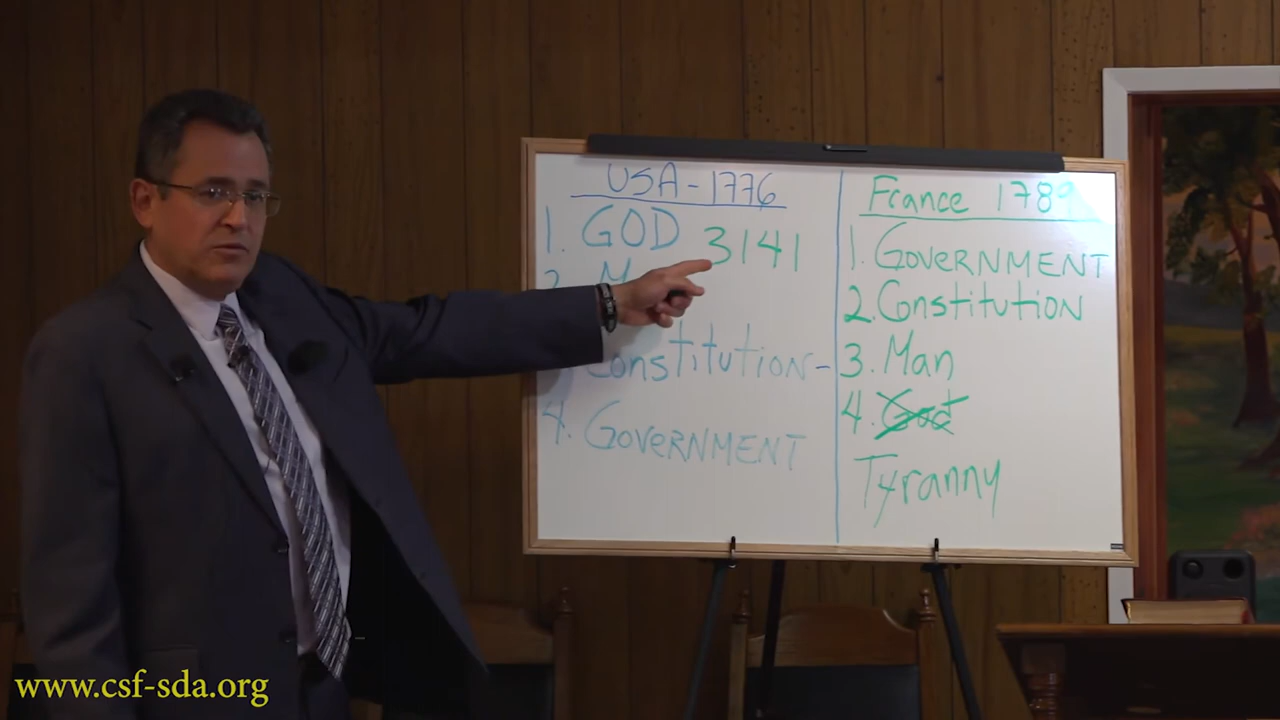 USA - 1776
1. GOD 3141
2. M
Constitution -
4. GOVERNMENT
France 1789
1. GOVERNMENT
2. Constitution
3. Man
4. God
Tyranny
www.csf-sda.org